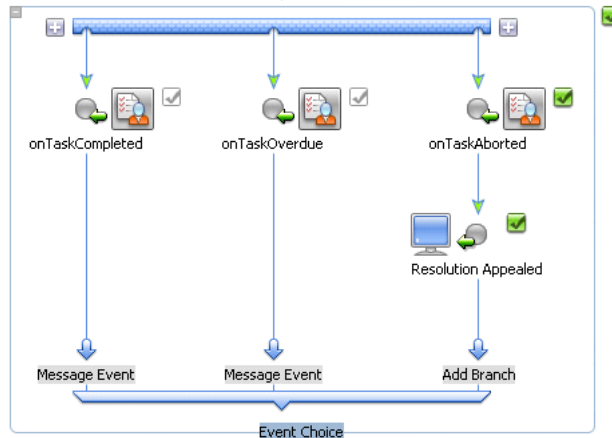 onTaskCompleted
onTaskOverdue
onTaskAborted
Resolution Appealed
Message Event
Message Event
Add Branch
Event Choice